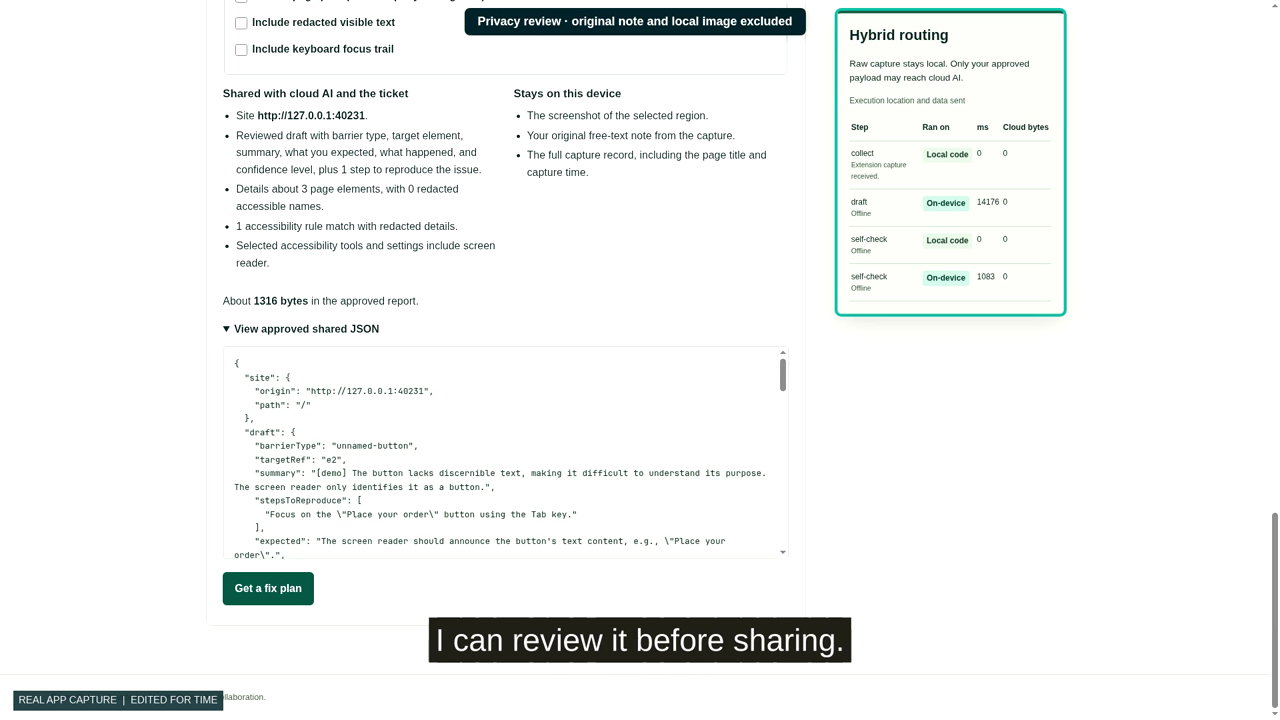 Include redacted visible text
Include keyboard focus trail
Privacy review · original note and local image excluded
Shared with cloud AI and the ticket
Site http://127.0.0.1:40231.
Reviewed draft with barrier type, target element,
summary, what you expected, what happened, and
confidence level, plus 1 step to reproduce the issue.
Details about 3 page elements, with 0 redacted
accessible names.
1 accessibility rule match with redacted details.
Selected accessibility tools and settings include screen
reader.
Stays on this device
The screenshot of the selected region.
Your original free-text note from the capture.
The full capture record, including the page title and
capture time.
About 1316 bytes in the approved report.
▼ View approved shared JSON
{
  "site": {
    "origin": "http://127.0.0.1:40231",
    "path": "/"
  },
  "draft": {
    "barrierType": "unnamed-button",
    "targetRef": "e2",
    "summary": "[demo] The button lacks discernible text, making it difficult to understand its purpose.
The screen reader only identifies it as a button.",
    "stepsToReproduce": [
      "Focus on the \"Place your order\" button using the Tab key."
    ],
    "expected": "The screen reader should announce the button's text content, e.g., \"Place your
order\".",
Get a fix plan
Hybrid routing
Raw capture stays local. Only your approved
payload may reach cloud AI.
Execution location and data sent
Step Ran on ms Cloud bytes
collect Local code 0 0
Extension capture
received.
draft On-device 14176 0
Offline
self-check Local code 0 0
Offline
self-check On-device 1083 0
Offline
I can review it before sharing.
REAL APP CAPTURE | EDITED FOR TIME
llaboration.